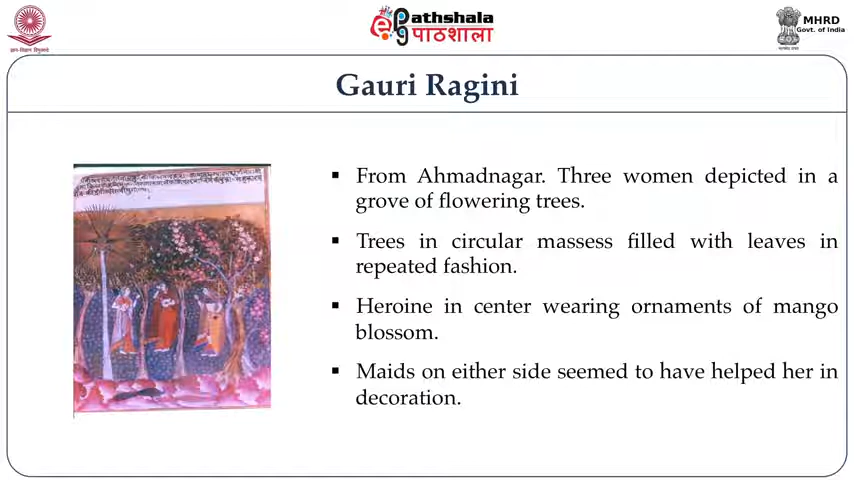 Pathshala
पाठशाला
MHRD
Govt. of India
Gauri Ragini
▪ From Ahmadnagar. Three women depicted in a
grove of flowering trees.
▪ Trees in circular massess filled with leaves in
repeated fashion.
▪ Heroine in center wearing ornaments of mango
blossom.
▪ Maids on either side seemed to have helped her in
decoration.